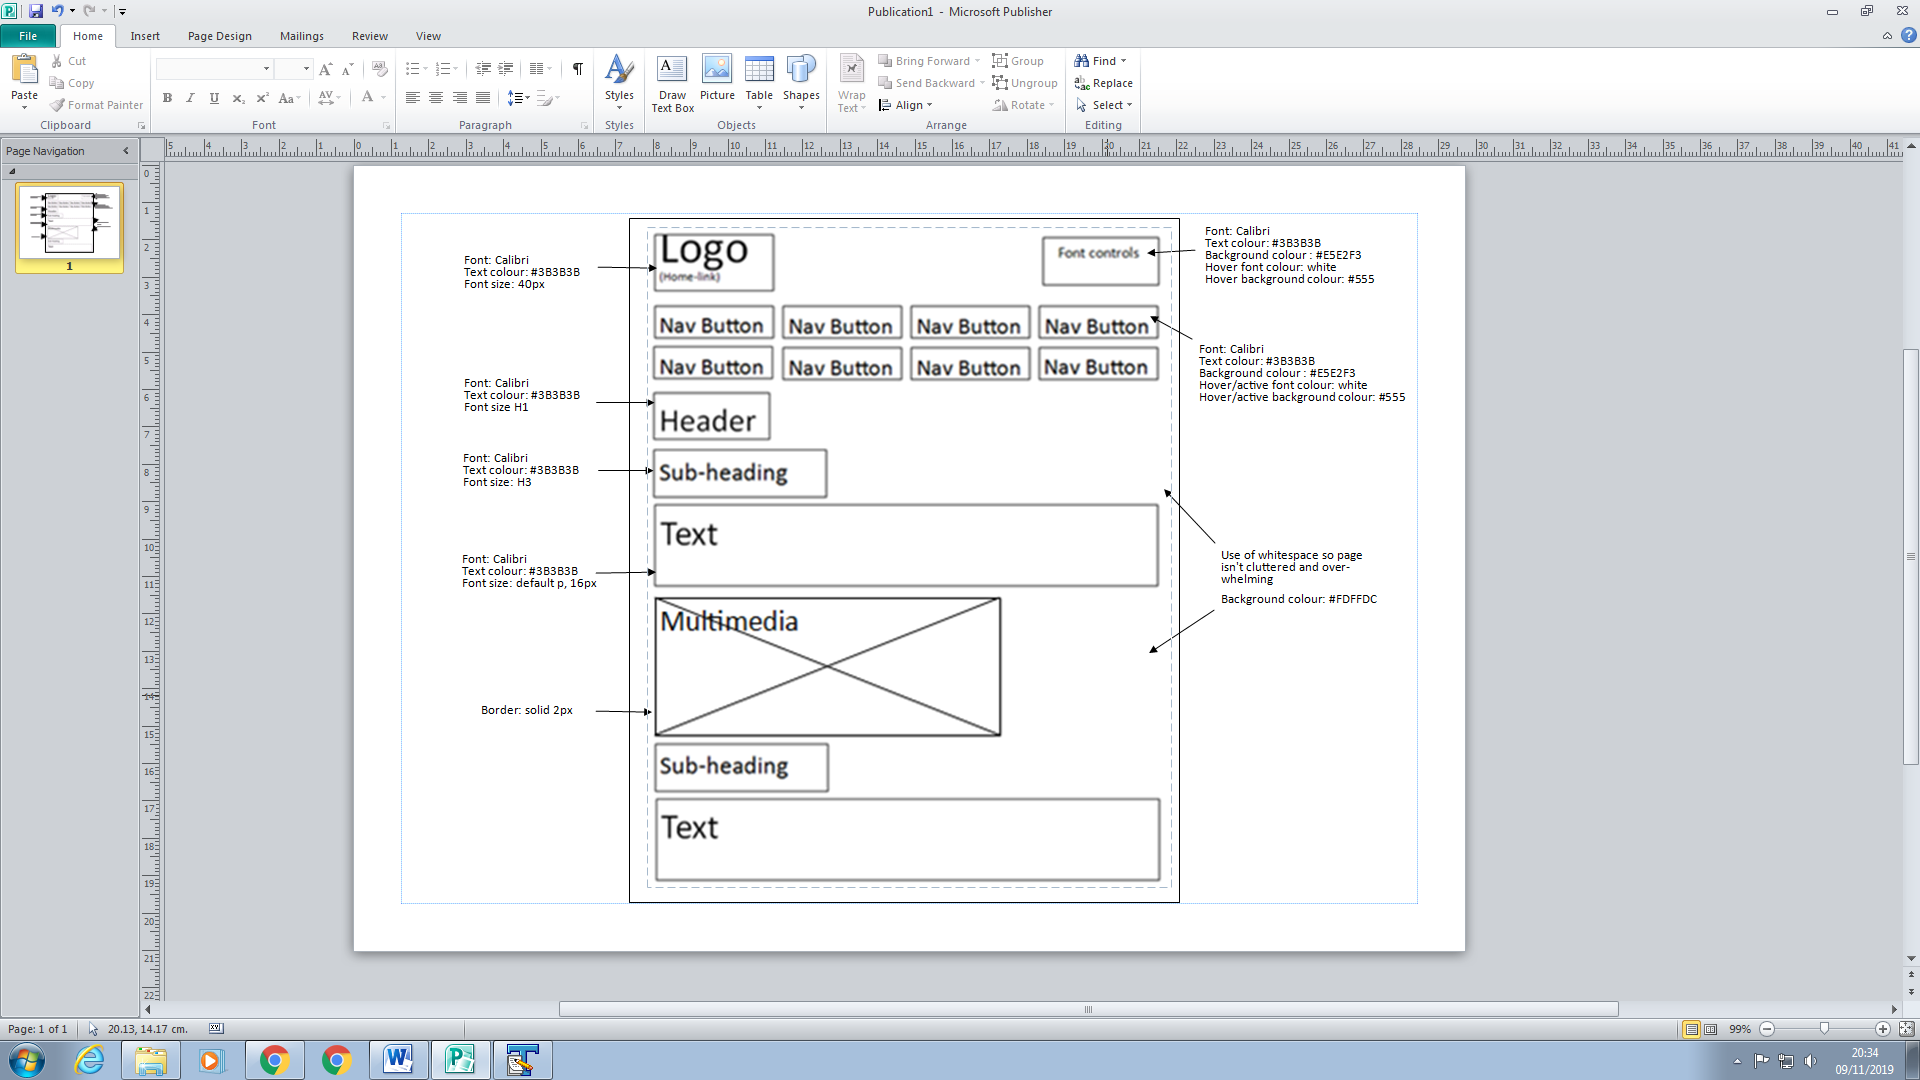 Publication1 - Microsoft Publisher
File
Home
Insert
Page Design
Mailings
Review
View
Paste
Cut
Copy
Format Painter
Clipboard
Font
Paragraph
Styles
Styles
Draw
Text Box
Picture
Table
Shapes
Objects
Wrap
Text
Bring Forward
Send Backward
Align
Group
Ungroup
Rotate
Arrange
Find
Replace
Select
Editing
Page Navigation
1
Logo
(Home-link)
Font controls
Nav Button
Nav Button
Nav Button
Nav Button
Nav Button
Nav Button
Nav Button
Nav Button
Header
Sub-heading
Text
Multimedia
Sub-heading
Text
Font: Calibri
Text colour: #3B3B3B
Font size: 40px
Font: Calibri
Text colour: #3B3B3B
Font size H1
Font: Calibri
Text colour: #3B3B3B
Font size: H3
Font: Calibri
Text colour: #3B3B3B
Font size: default p, 16px
Border: solid 2px
Font: Calibri
Text colour: #3B3B3B
Background colour : #E5E2F3
Hover font colour: white
Hover background colour: #555
Font: Calibri
Text colour: #3B3B3B
Background colour : #E5E2F3
Hover/active font colour: white
Hover/active background colour: #555
Use of whitespace so page
isn't cluttered and over-
whelming
Background colour: #FDFFDC
Page: 1 of 1
20.13, 14.17 cm.
99%
20:34
09/11/2019